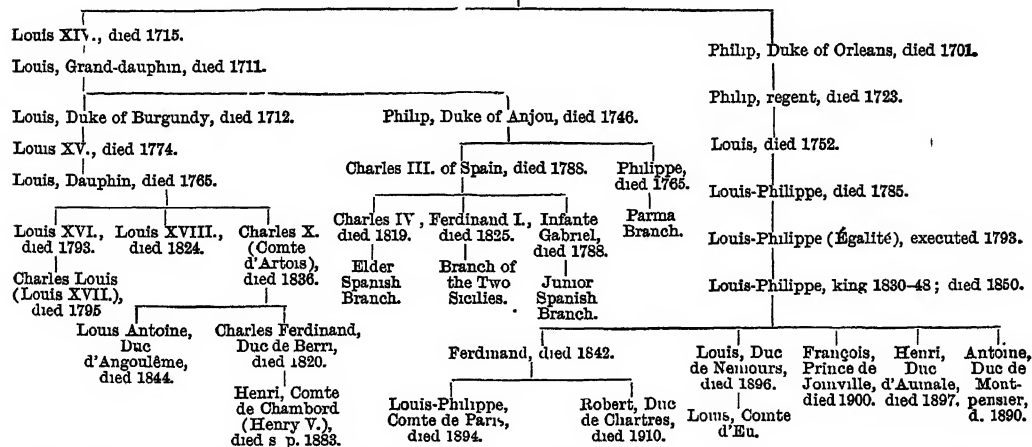 Louis XIV., died 1715.
Louis, Grand-dauphin, died 1711.
Louis, Duke of Burgundy, died 1712.
Louis XV., died 1774.
Louis, Dauphin, died 1765.
Philip, Duke of Anjou, died 1746.
Charles III. of Spain, died 1788.
Philippe,
died 1765.
Parma
Branch.
Charles IV,
died 1819.
Elder
Spanish
Branch.
Ferdinand I.,
died 1825.
Branch of
the Two
Sicilies.
Infante
Gabriel,
died 1788.
Junior
Spanish
Branch.
Louis XVI.,
died 1793.
Charles Louis
(Louis XVII.),
died 1795
Louis XVIII.,
died 1824.
Charles X.
(Comte
d'Artois),
died 1836.
Louis Antoine,
Duc
d'Angoulême,
died 1844.
Charles Ferdinand,
Duc de Berri,
died 1820.
Henri, Comte
de Chambord
(Henry V.),
died s p. 1883.
Philip, Duke of Orleans, died 1701.
Philip, regent, died 1723.
Louis, died 1752.
Louis-Philippe, died 1785.
Louis-Philippe (Égalité), executed 1793.
Louis-Philippe, king 1830-48; died 1850.
Ferdinand, died 1842.
Louis-Philippe,
Comte de Paris,
died 1894.
Robert, Duc
de Chartres,
died 1910.
Louis, Duc
de Nemours,
died 1896.
Louis, Comte
d'Eu.
François,
Prince de
Joinville,
died 1900.
Henri,
Duc
d'Aumale,
died 1897.
Antoine,
Duc de
Mont-
pensier,
d. 1890.